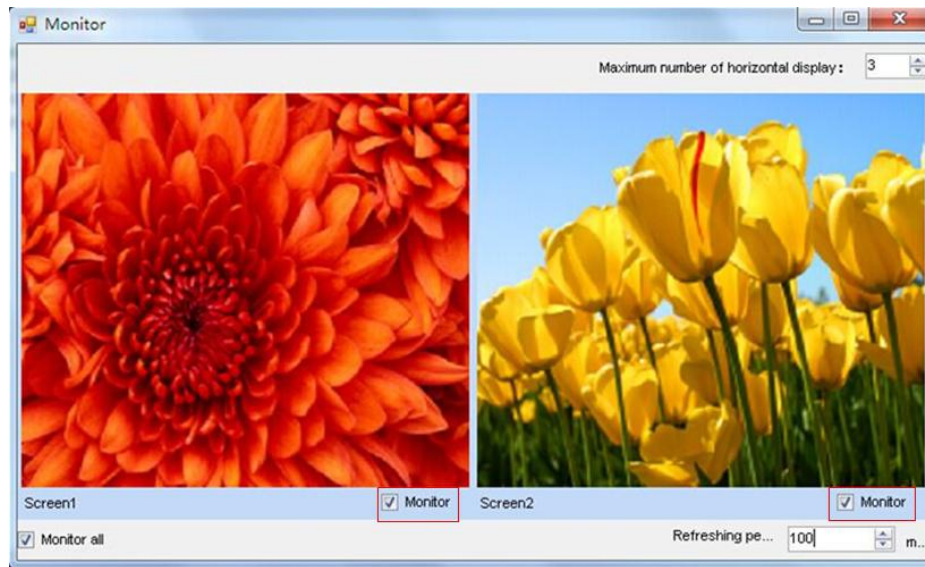 Monitor
Maximum number of horizontal display: 3
Screen1 Monitor Screen2 Monitor
Monitor all Refreshing pe... 100 m...